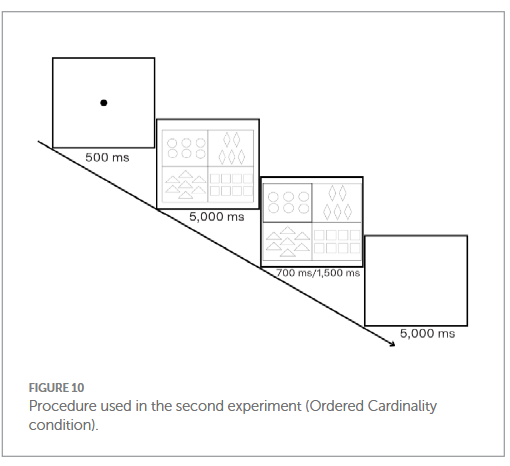 500 ms
5,000 ms
700 ms/1,500 ms
5,000 ms
FIGURE 10
Procedure used in the second experiment (Ordered Cardinality
condition).